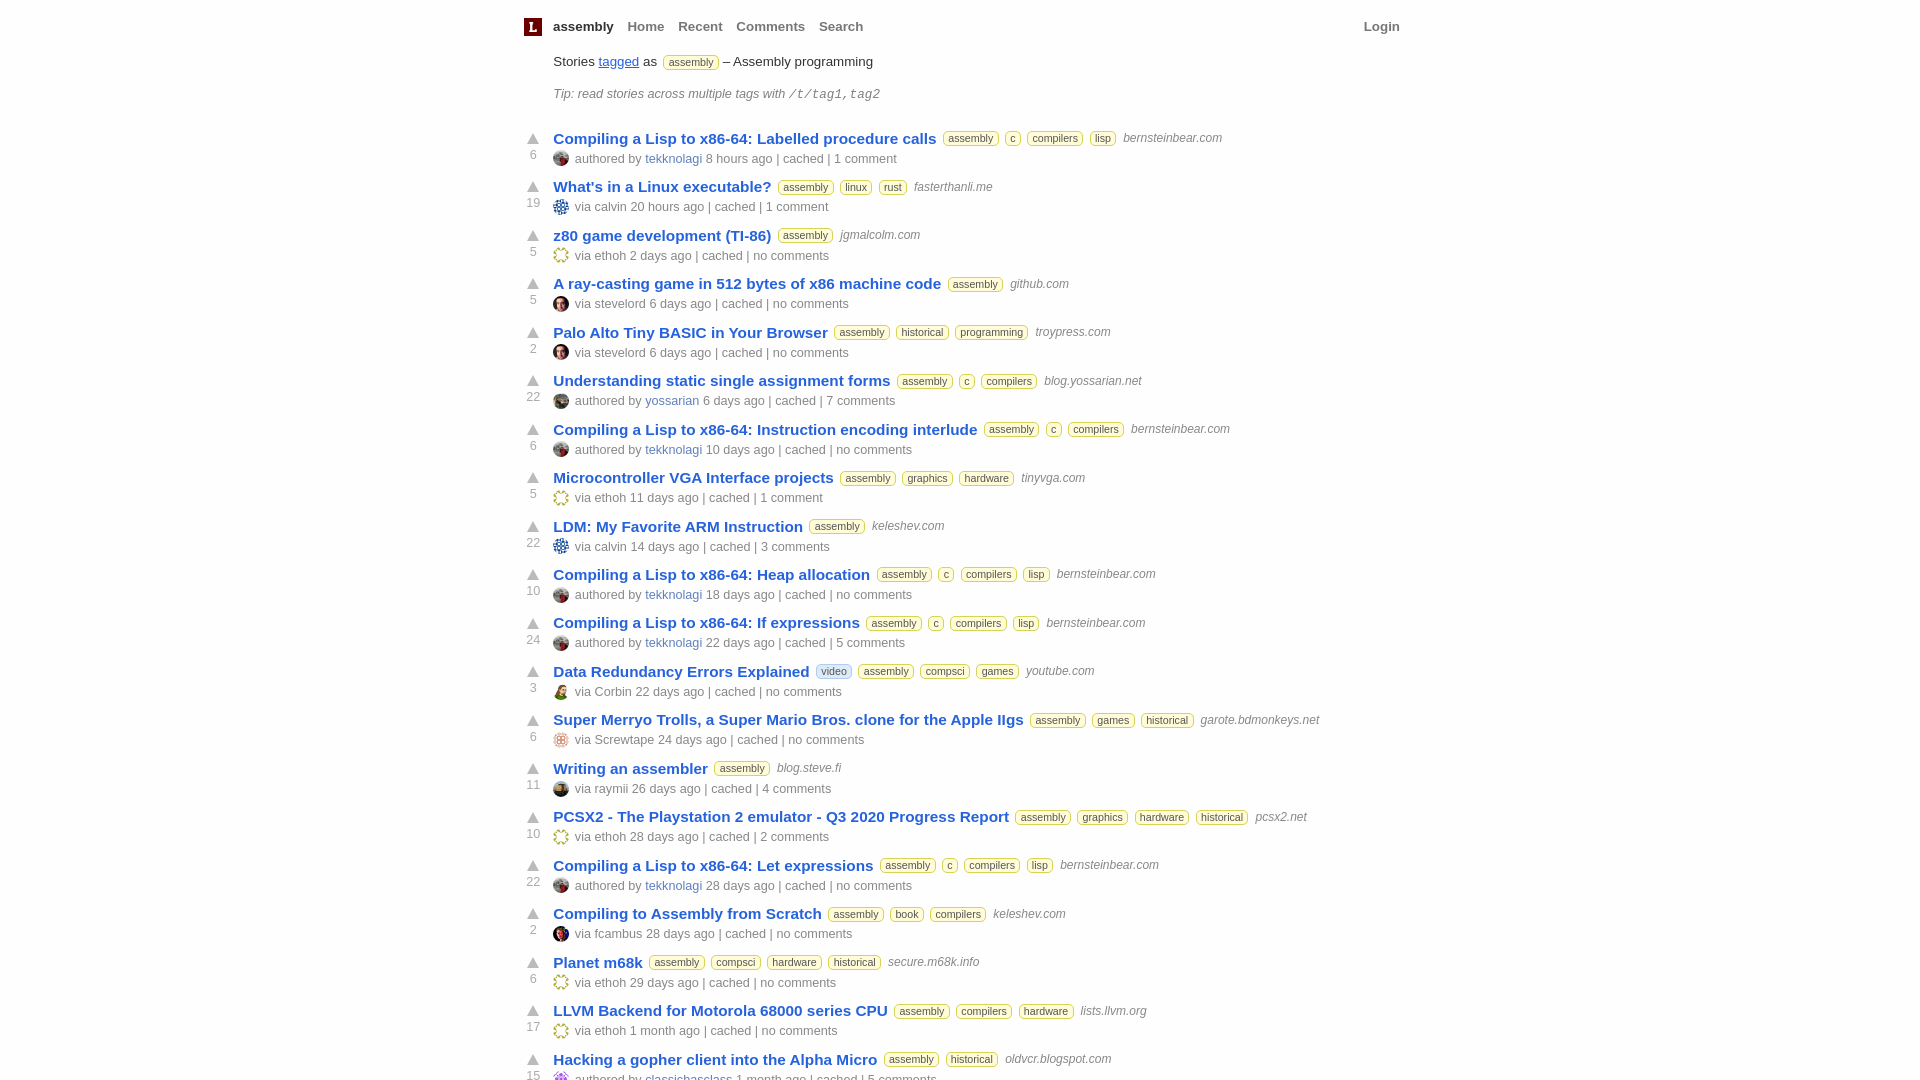 L assembly Home Recent Comments Search Login
Stories tagged as assembly – Assembly programming
Tip: read stories across multiple tags with /t/tag1,tag2
Compiling a Lisp to x86-64: Labelled procedure calls assembly c compilers lisp bernsteinbear.com
6 authored by tekknolagi 8 hours ago | cached | 1 comment
What's in a Linux executable? assembly linux rust fasterthanli.me
19 via calvin 20 hours ago | cached | 1 comment
z80 game development (TI-86) assembly jgmalcolm.com
5 via ethoh 2 days ago | cached | no comments
A ray-casting game in 512 bytes of x86 machine code assembly github.com
5 via stevelord 6 days ago | cached | no comments
Palo Alto Tiny BASIC in Your Browser assembly historical programming troypress.com
2 via stevelord 6 days ago | cached | no comments
Understanding static single assignment forms assembly c compilers blog.yossarian.net
22 authored by yossarian 6 days ago | cached | 7 comments
Compiling a Lisp to x86-64: Instruction encoding interlude assembly c compilers bernsteinbear.com
6 authored by tekknolagi 10 days ago | cached | no comments
Microcontroller VGA Interface projects assembly graphics hardware tinyvga.com
5 via ethoh 11 days ago | cached | 1 comment
LDM: My Favorite ARM Instruction assembly keleshev.com
22 via calvin 14 days ago | cached | 3 comments
Compiling a Lisp to x86-64: Heap allocation assembly c compilers lisp bernsteinbear.com
10 authored by tekknolagi 18 days ago | cached | no comments
Compiling a Lisp to x86-64: If expressions assembly c compilers lisp bernsteinbear.com
24 authored by tekknolagi 22 days ago | cached | 5 comments
Data Redundancy Errors Explained video assembly compsci games youtube.com
3 via Corbin 22 days ago | cached | no comments
Super Merryo Trolls, a Super Mario Bros. clone for the Apple IIgs assembly games historical garote.bdmonkeys.net
6 via Screwtape 24 days ago | cached | no comments
Writing an assembler assembly blog.steve.fi
11 via raymii 26 days ago | cached | 4 comments
PCSX2 - The Playstation 2 emulator - Q3 2020 Progress Report assembly graphics hardware historical pcsx2.net
10 via ethoh 28 days ago | cached | 2 comments
Compiling a Lisp to x86-64: Let expressions assembly c compilers lisp bernsteinbear.com
22 authored by tekknolagi 28 days ago | cached | no comments
Compiling to Assembly from Scratch assembly book compilers keleshev.com
2 via fcambus 28 days ago | cached | no comments
Planet m68k assembly compsci hardware historical secure.m68k.info
6 via ethoh 29 days ago | cached | no comments
LLVM Backend for Motorola 68000 series CPU assembly compilers hardware lists.llvm.org
17 via ethoh 1 month ago | cached | no comments
Hacking a gopher client into the Alpha Micro assembly historical oldvcr.blogspot.com
15 authored by classichasclass 1 month ago | cached | 5 comments